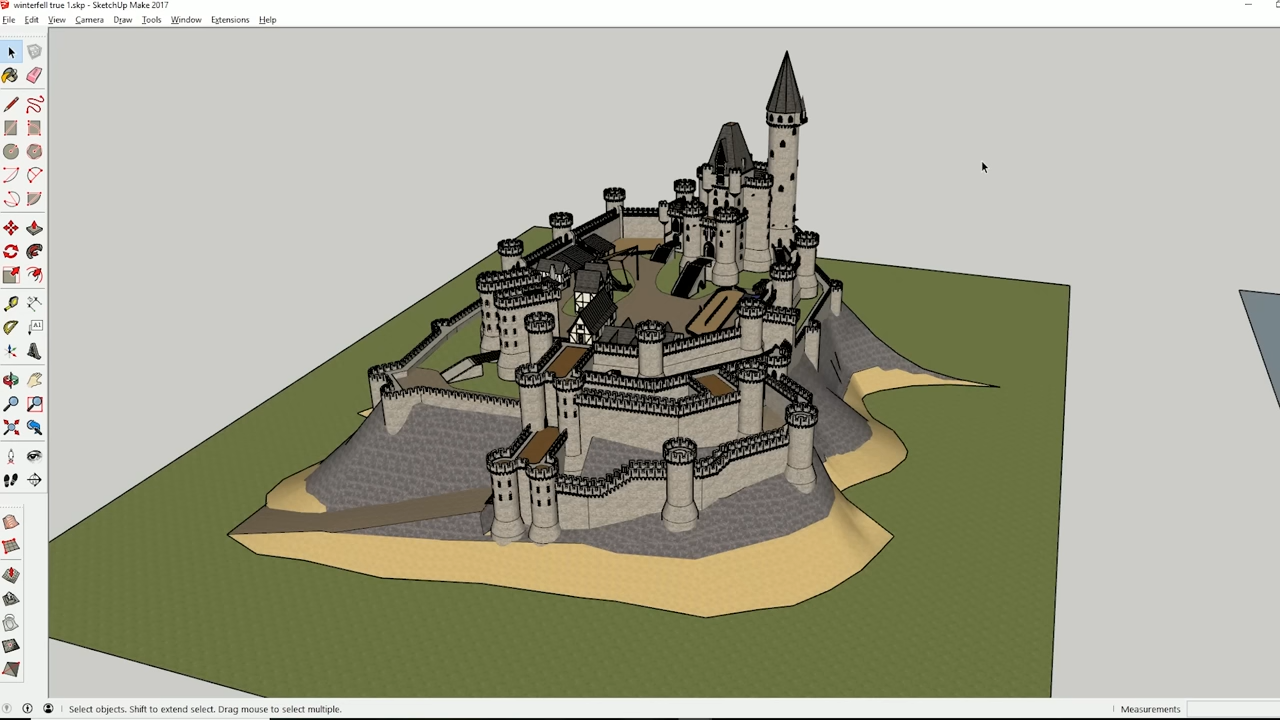 winterfell true 1.skp - SketchUp Make 2017
File Edit View Camera Draw Tools Window Extensions Help
A1
Select objects. Shift to extend select. Drag mouse to select multiple.
Measurements